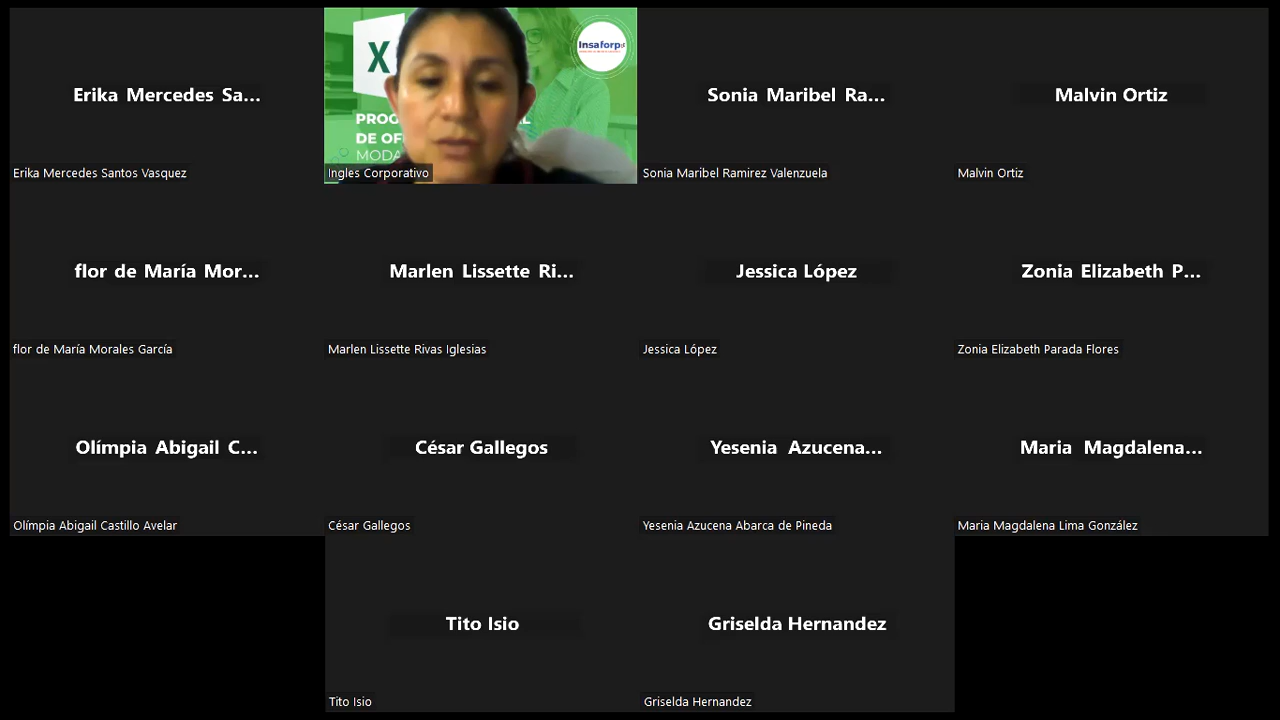 Erika Mercedes Sa...
Erika Mercedes Santos Vasquez
X
Insaforp
PROG
L
DE OF
MODA
Ingles Corporativo
Sonia Maribel Ra...
Sonia Maribel Ramirez Valenzuela
Malvin Ortiz
Malvin Ortiz
flor de María Mor...
flor de María Morales García
Marlen Lissette Ri...
Marlen Lissette Rivas Iglesias
Jessica López
Jessica López
Zonia Elizabeth P...
Zonia Elizabeth Parada Flores
Olímpia Abigail C...
Olímpia Abigail Castillo Avelar
César Gallegos
César Gallegos
Yesenia Azucena...
Yesenia Azucena Abarca de Pineda
Maria Magdalena...
Maria Magdalena Lima González
Tito Isio
Tito Isio
Griselda Hernandez
Griselda Hernandez